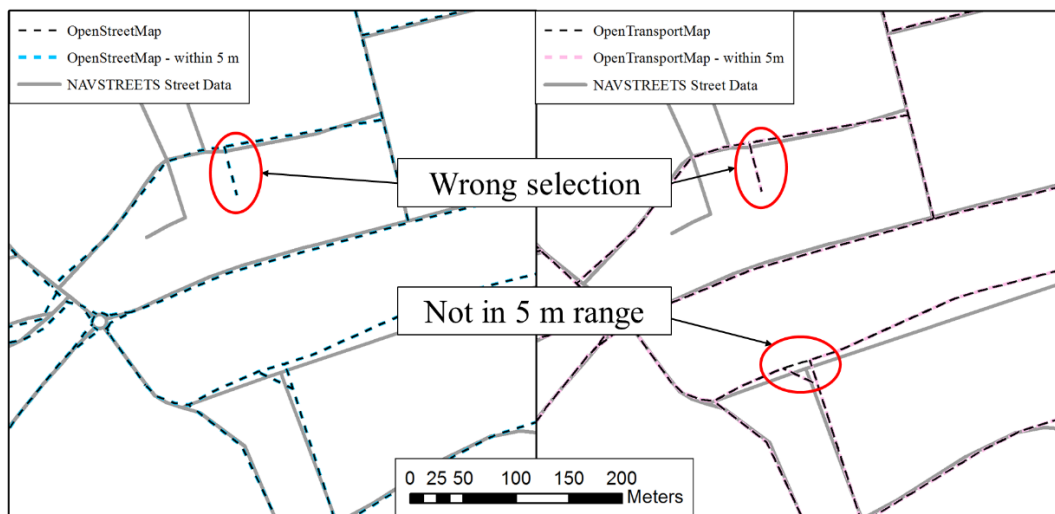 OpenStreetMap
OpenStreetMap - within 5 m
NAVSTREETS Street Data
OpenTransportMap
OpenTransportMap - within 5m
NAVSTREETS Street Data
Wrong selection
Not in 5 m range
0 25 50 100 150 200
Meters